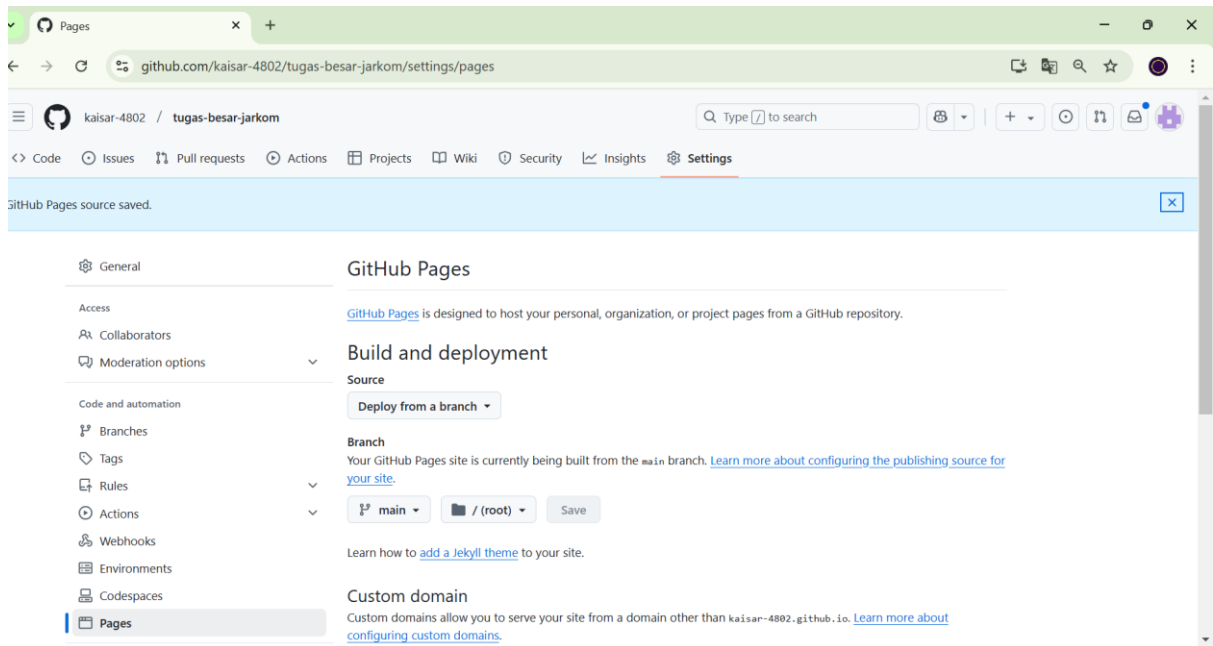 Pages
github.com/kaisar-4802/tugas-besar-jarkom/settings/pages
kaisar-4802 / tugas-besar-jarkom
Type / to search
Code Issues Pull requests Actions Projects Wiki Security Insights Settings
GitHub Pages source saved.
General
Access
Collaborators
Moderation options
Code and automation
Branches
Tags
Rules
Actions
Webhooks
Environments
Codespaces
Pages
GitHub Pages
GitHub Pages is designed to host your personal, organization, or project pages from a GitHub repository.
Build and deployment
Source
Deploy from a branch
Branch
Your GitHub Pages site is currently being built from the main branch. Learn more about configuring the publishing source for
your site.
main / (root) Save
Learn how to add a Jekyll theme to your site.
Custom domain
Custom domains allow you to serve your site from a domain other than kaisar-4802.github.io. Learn more about
configuring custom domains.